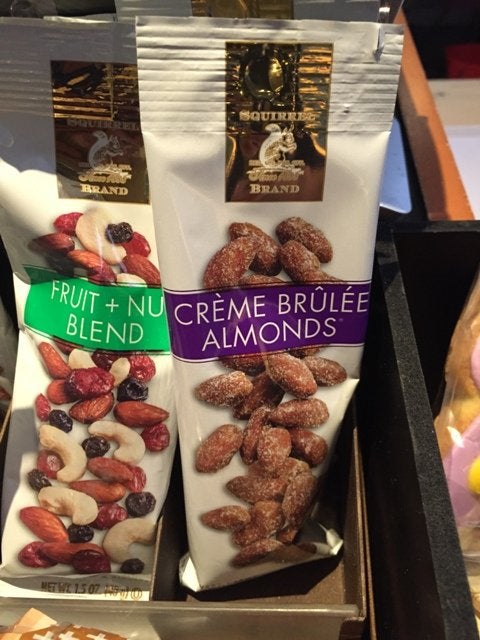 SQUIRREL
BRAND
FRUIT + NU
BLEND
NET WT. 1.5 OZ.
SQUIRREL
BRAND
CRÈME BRÛLÉE
ALMONDS